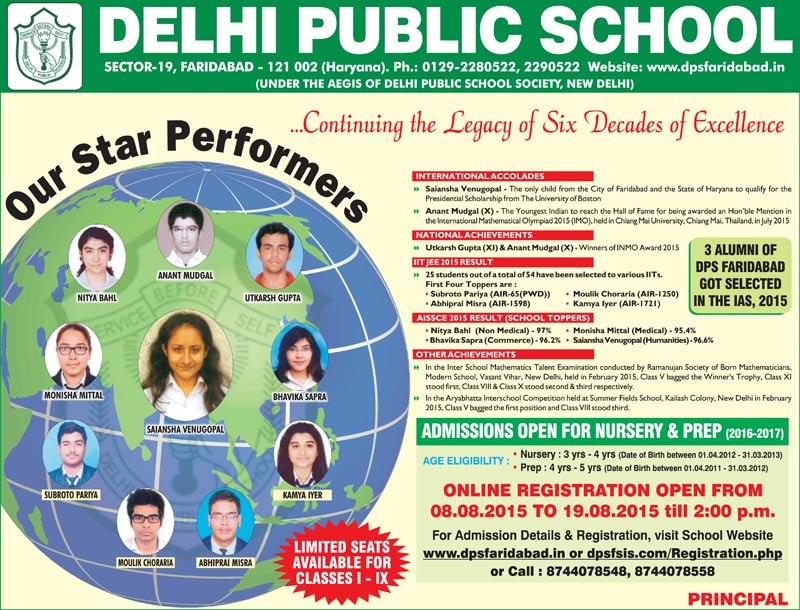 DELHI PUBLIC SCHOOL
SECTOR-19, FARIDABAD - 121 002 (Haryana). Ph.: 0129-2280522, 2290522 Website: www.dpsfaridabad.in
(UNDER THE AEGIS OF DELHI PUBLIC SCHOOL SOCIETY, NEW DELHI)
...Continuing the Legacy of Six Decades of Excellence
Our Star Performers
NITYA BAHL
ANANT MUDGAL
UTKARSH GUPTA
MONISHA MITTAL
SAIANSHA VENUGOPAL
BHAVIKA SAPRA
SUBROTO PARIYA
KAMYA IYER
MOULIK CHORARIA
ABHIPRAI MISRA
SERVICE BEFORE SELF
LIMITED SEATS
AVAILABLE FOR
CLASSES I - IX
INTERNATIONAL ACCOLADES
Saiansha Venugopal - The only child from the City of Faridabad and the State of Haryana to qualify for the
Presidential Scholarship from The University of Boston
Anant Mudgal (X) - The Youngest Indian to reach the Hall of Fame for being awarded an Hon'ble Mention in
the International Mathematical Olympiad 2015 (IMO), held in Chiang Mai University, Chiang Mai, Thailand, in July 2015
NATIONAL ACHIEVEMENTS
Utkarsh Gupta (XI) & Anant Mudgal (X) - Winners of INMO Award 2015
IIT JEE 2015 RESULT
25 students out of a total of 54 have been selected to various IITs.
First Four Toppers are :
• Subroto Pariya (AIR-65(PWD)) • Moulik Choraria (AIR-1250)
• Abhiprai Misra (AIR-1598) • Kamya Iyer (AIR-1721)
3 ALUMNI OF
DPS FARIDABAD
GOT SELECTED
IN THE IAS, 2015
AISSCE 2015 RESULT (SCHOOL TOPPERS)
• Nitya Bahl (Non Medical) - 97% • Monisha Mittal (Medical) - 95.4%
• Bhavika Sapra (Commerce) - 96.2% • Saiansha Venugopal (Humanities) - 96.6%
OTHER ACHIEVEMENTS
In the Inter School Mathematics Talent Examination conducted by Ramanujan Society of Born Mathematicians,
Modern School, Vasant Vihar, New Delhi, held in February 2015, Class V bagged the Winner's Trophy, Class XI
stood first, Class VIII & Class X stood second & third respectively.
In the Aryabhatta Interschool Competition held at Summer Fields School, Kailash Colony, New Delhi in February
2015, Class V bagged the first position and Class VIII stood third.
ADMISSIONS OPEN FOR NURSERY & PREP (2016-2017)
AGE ELIGIBILITY :
• Nursery : 3 yrs - 4 yrs (Date of Birth between 01.04.2012 - 31.03.2013)
• Prep : 4 yrs - 5 yrs (Date of Birth between 01.04.2011 - 31.03.2012)
ONLINE REGISTRATION OPEN FROM
08.08.2015 TO 19.08.2015 till 2:00 p.m.
For Admission Details & Registration, visit School Website
www.dpsfaridabad.in or dpsfsis.com/Registration.php
or Call : 8744078548, 8744078558
PRINCIPAL